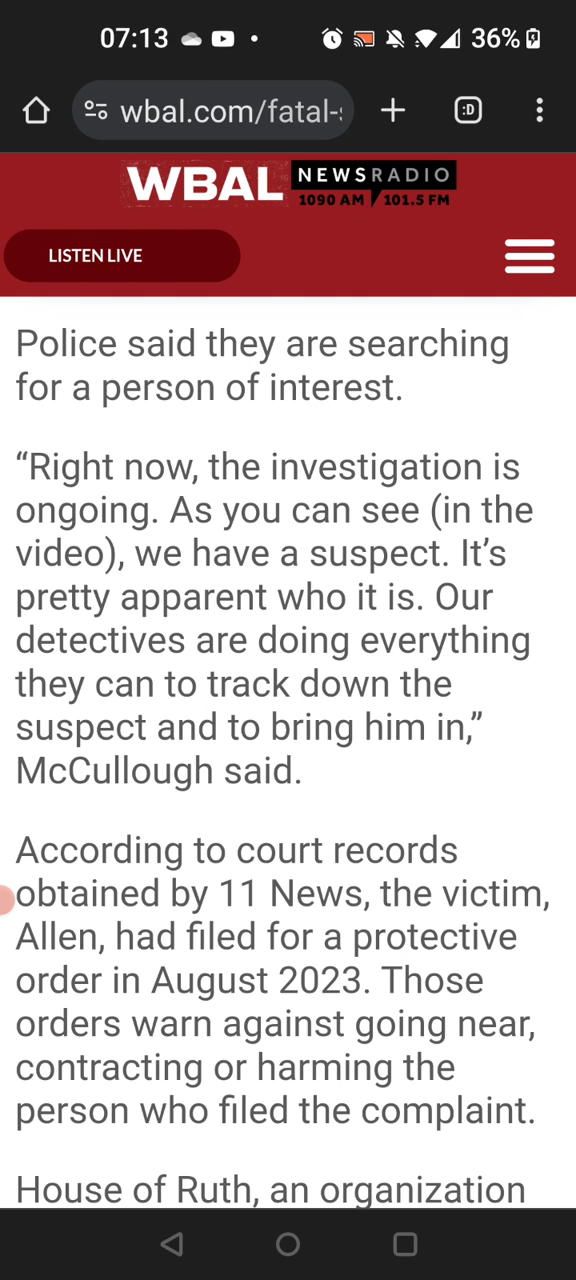 07:13
36%
wbal.com/fatal-
:D
WBAL NEWSRADIO
1090 AM 101.5 FM
LISTEN LIVE
Police said they are searching
for a person of interest.
“Right now, the investigation is
ongoing. As you can see (in the
video), we have a suspect. It’s
pretty apparent who it is. Our
detectives are doing everything
they can to track down the
suspect and to bring him in,”
McCullough said.
According to court records
obtained by 11 News, the victim,
Allen, had filed for a protective
order in August 2023. Those
orders warn against going near,
contracting or harming the
person who filed the complaint.
House of Ruth, an organization